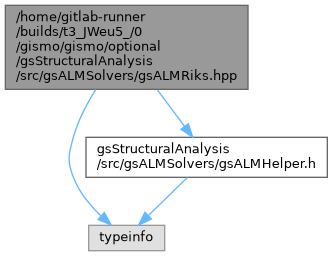 /home/gitlab-runner
/builds/t3_JWeu5_/0
/gismo/gismo/optional
/gsStructuralAnalysis
/src/gsALMSolvers/gsALMRiks.hpp
gsStructuralAnalysis
/src/gsALMSolvers/gsALMHelper.h
typeinfo